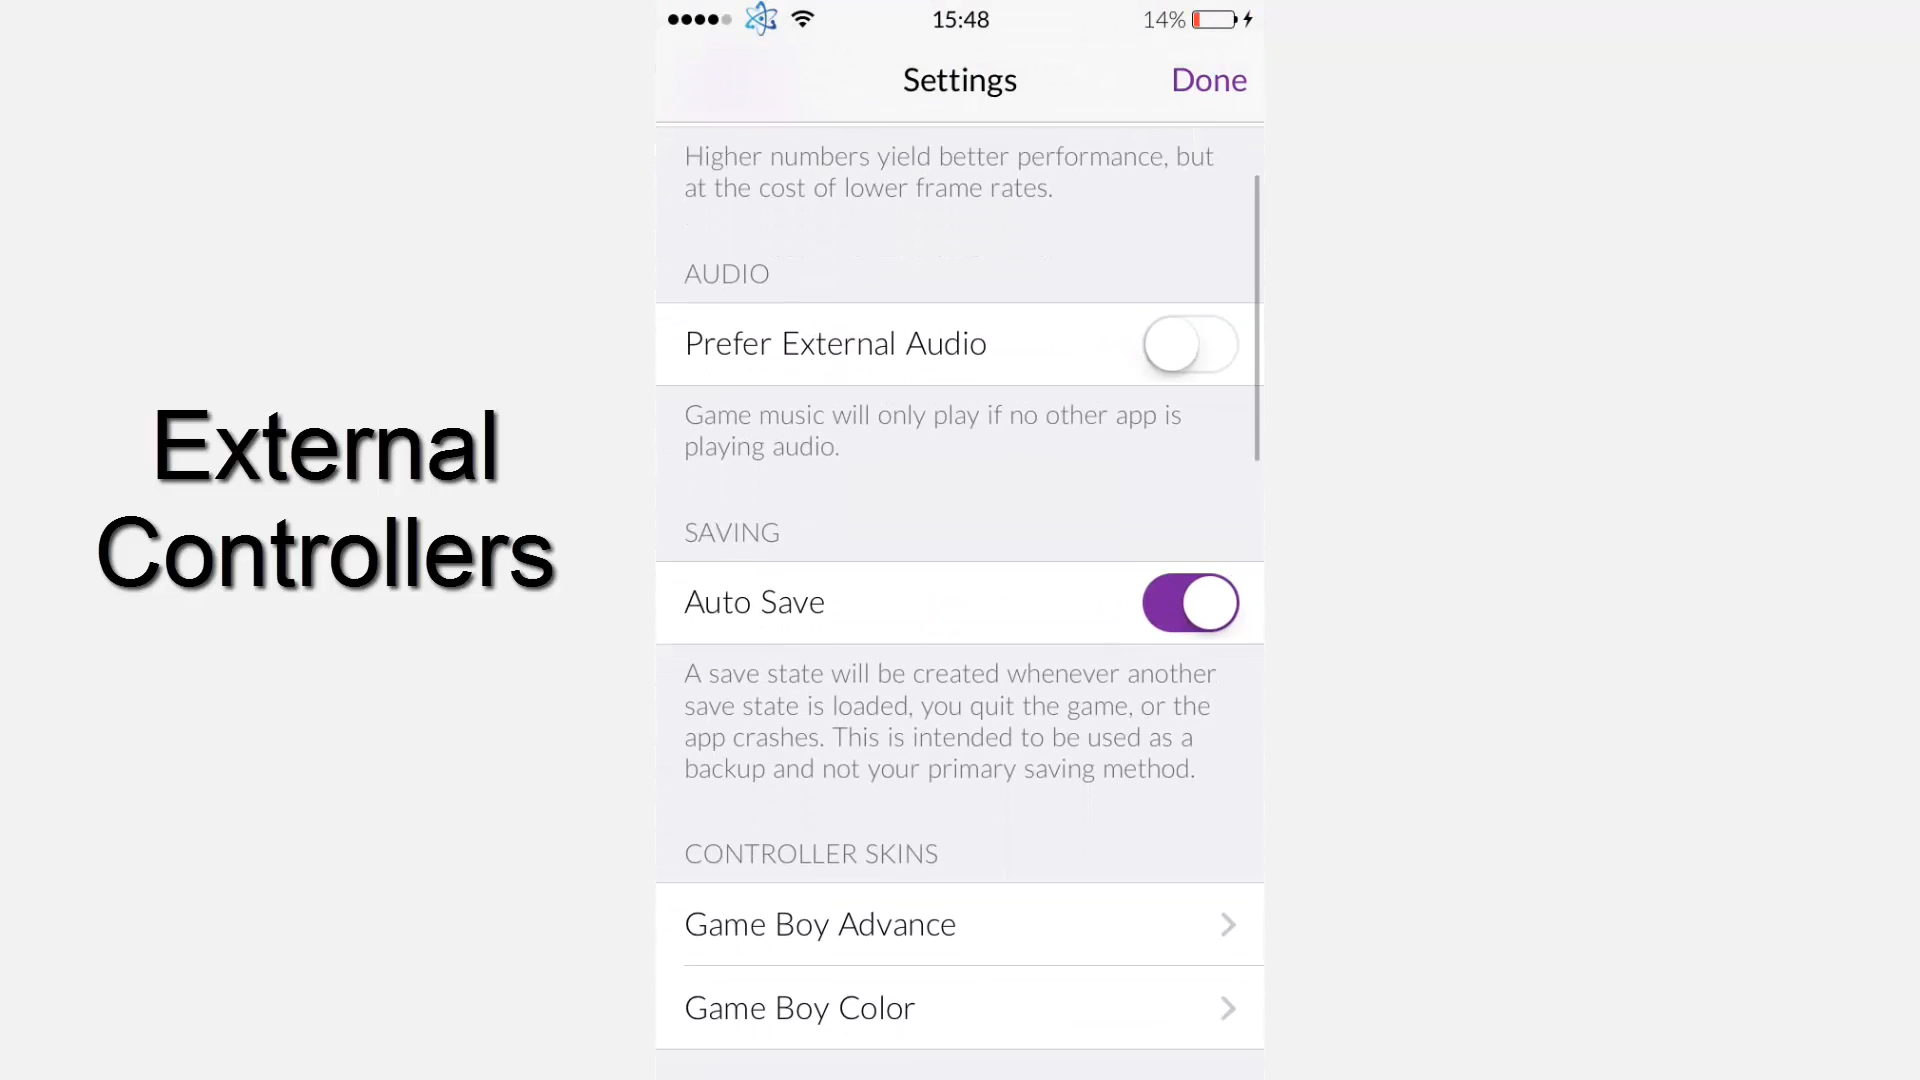 15:48
14%
Settings
Done
Higher numbers yield better performance, but
at the cost of lower frame rates.
AUDIO
Prefer External Audio
Game music will only play if no other app is
playing audio.
SAVING
Auto Save
A save state will be created whenever another
save state is loaded, you quit the game, or the
app crashes. This is intended to be used as a
backup and not your primary saving method.
CONTROLLER SKINS
Game Boy Advance
Game Boy Color
External
Controllers